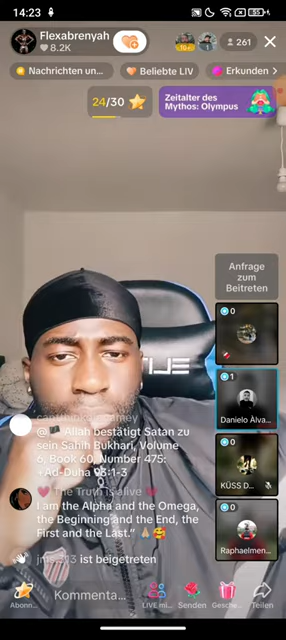 14:23
55
Flexabrenyah
8.2K
261
Nachrichten un...
Beliebte LIV
Erkunden
24/30
Zeitalter des
Mythos: Olympus
Anfrage
zum
Beitreten
0
1
Danielo Álva...
0
KÜSS D...
0
Raphaelmen...
Allah bestätigt Satan zu
sein Sahih Bukhari, Volume
6, Book 60, Number 475:
+Ad-Duha 93:1-3
The Truth is alive
I am the Alpha and the Omega,
the Beginning and the End, the
First and the Last.” 🙏🥰
ist beigetreten
Abonn...
Kommenta...
LIVE mi...
Senden
Gesche...
Teilen